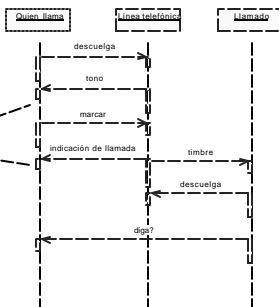 Quien llama
Línea telefónica
Llamado
descuelga
tono
marcar
indicación de llamada
timbre
descuelga
diga?